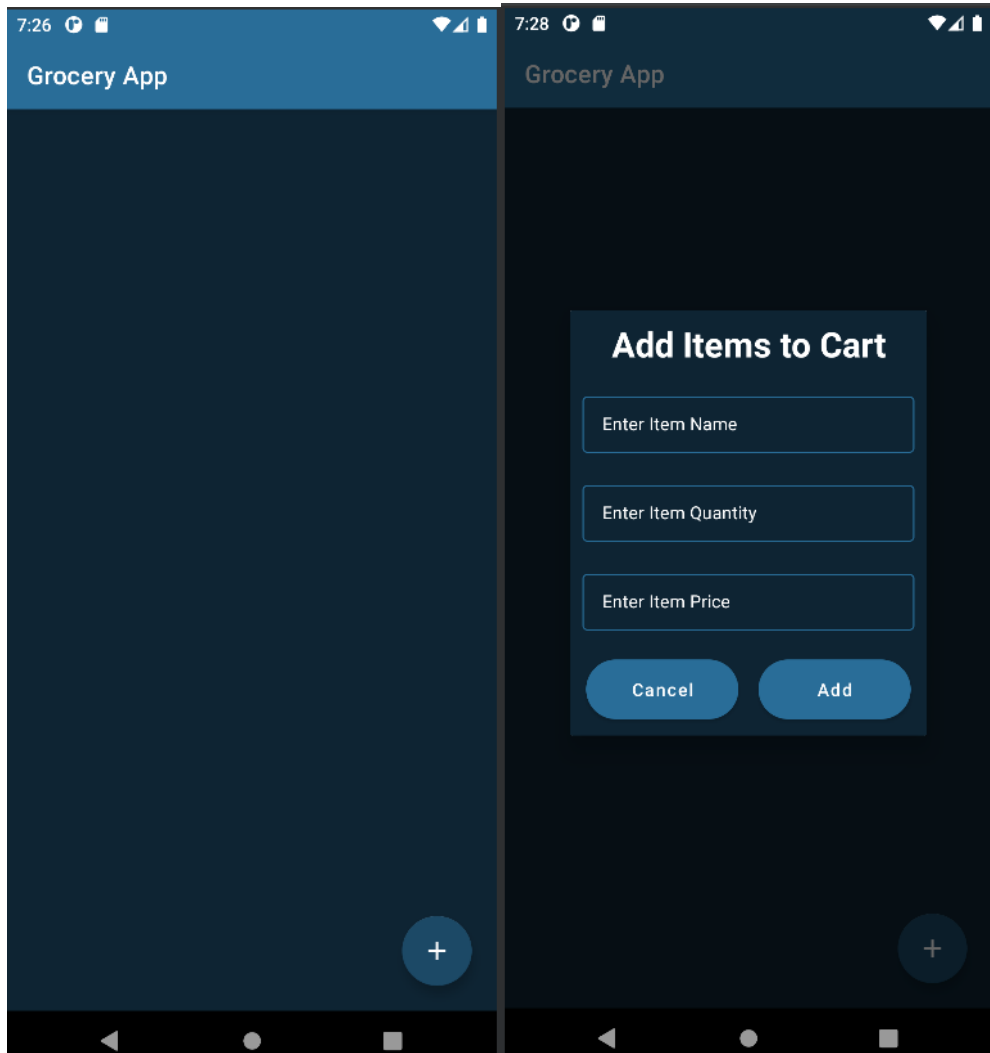 7:26
Grocery App
+
7:28
Grocery App
Add Items to Cart
Enter Item Name
Enter Item Quantity
Enter Item Price
Cancel Add
+